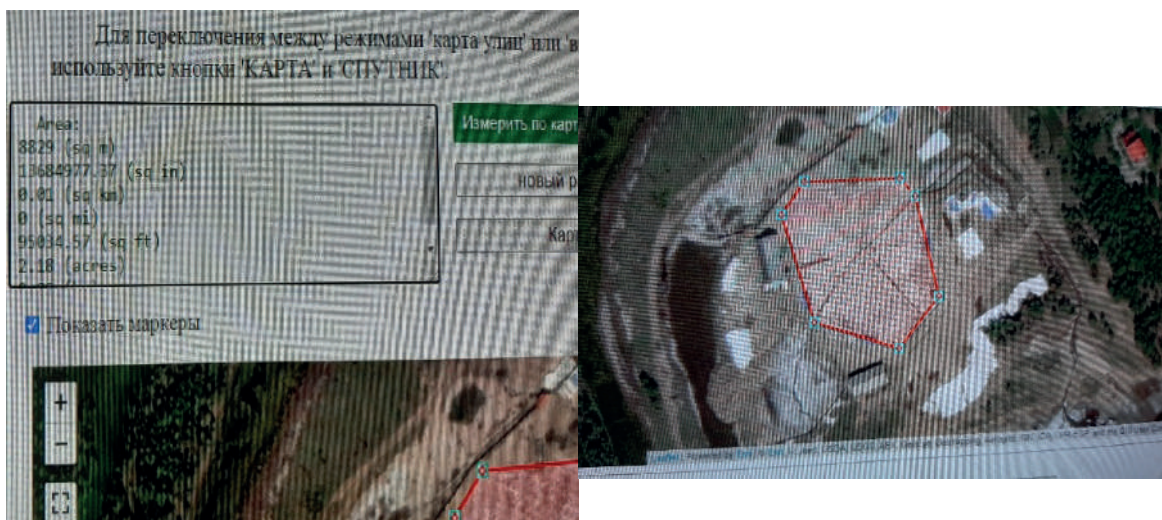 Для переключения между режимами 'карта улиц' или 'в
используйте кнопки 'КАРТА' и 'СПУТНИК'.
Area:
8829 (sq m)
13684977.37 (sq in)
0.01 (sq km)
0 (sq mi)
95034.57 (sq ft)
2.18 (acres)
Измерить по карт
новый р
Кар
Показать маркеры
+
−